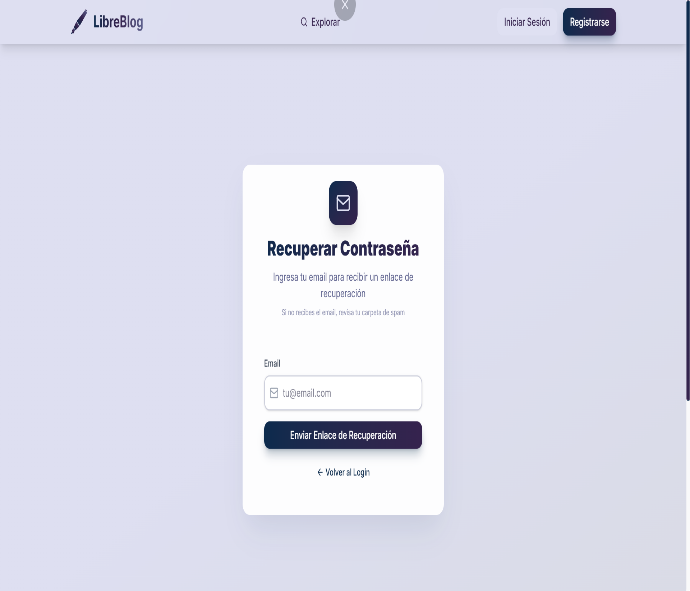 X
LibreBlog
Explorar
Iniciar Sesión
Registrarse
Recuperar Contraseña
Ingresa tu email para recibir un enlace de
recuperación
Si no recibes el email, revisa tu carpeta de spam
Email
tu@email.com
Enviar Enlace de Recuperación
← Volver al Login